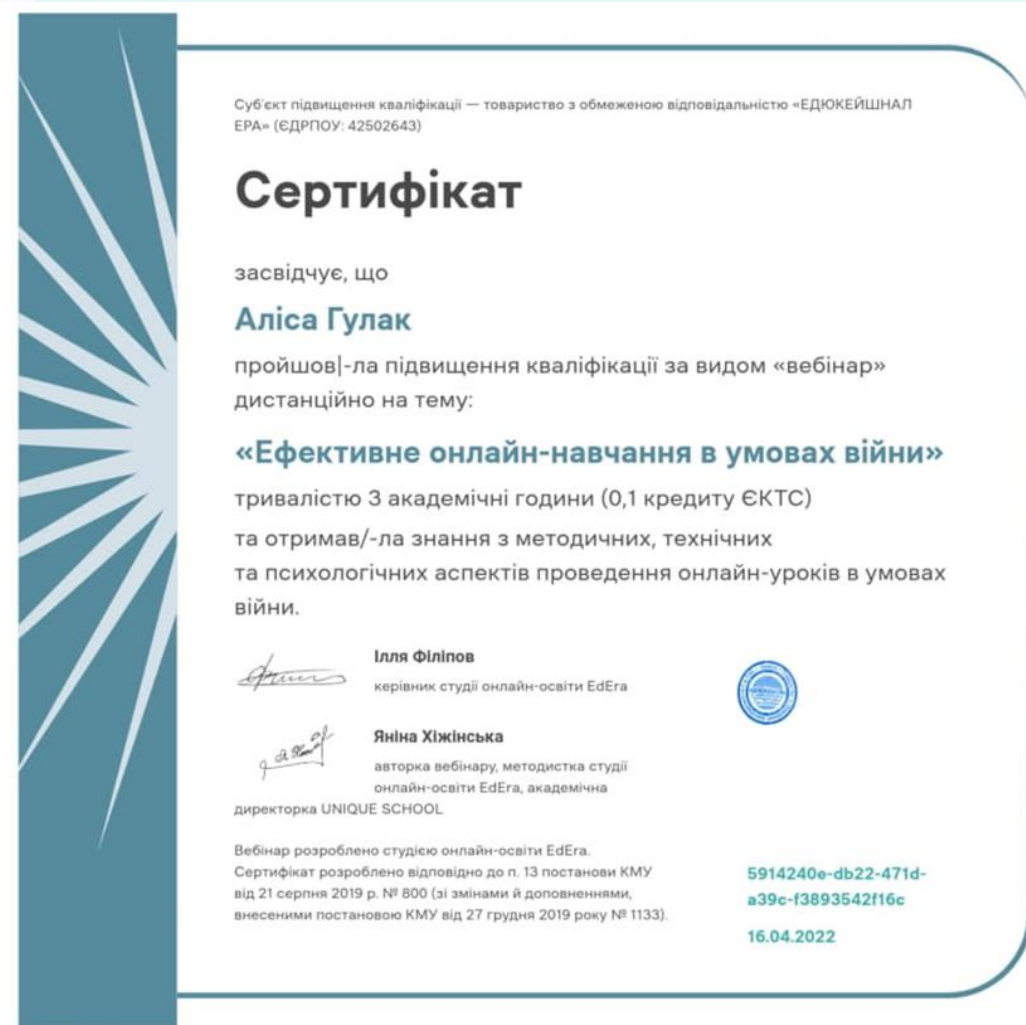 Суб'єкт підвищення кваліфікації — товариство з обмеженою відповідальністю «ЕДЮКЕЙШНАЛ
ЕРА» (ЄДРПОУ: 42502643)
Сертифікат
засвідчує, що
Аліса Гулак
пройшов|-ла підвищення кваліфікації за видом «вебінар»
дистанційно на тему:
«Ефективне онлайн-навчання в умовах війни»
тривалістю 3 академічні години (0,1 кредиту ЄКТС)
та отримав/-ла знання з методичних, технічних
та психологічних аспектів проведення онлайн-уроків в умовах
війни.
Ілля Філіпов
керівник студії онлайн-освіти EdEra
Яніна Хіжінська
авторка вебінару, методистка студії
онлайн-освіти EdEra, академічна
директорка UNIQUE SCHOOL
Вебінар розроблено студією онлайн-освіти EdEra.
Сертифікат розроблено відповідно до п. 13 постанови КМУ
від 21 серпня 2019 р. № 800 (зі змінами й доповненнями,
внесеними постановою КМУ від 27 грудня 2019 року № 1133).
5914240e-db22-471d-
a39c-f3893542f16c
16.04.2022